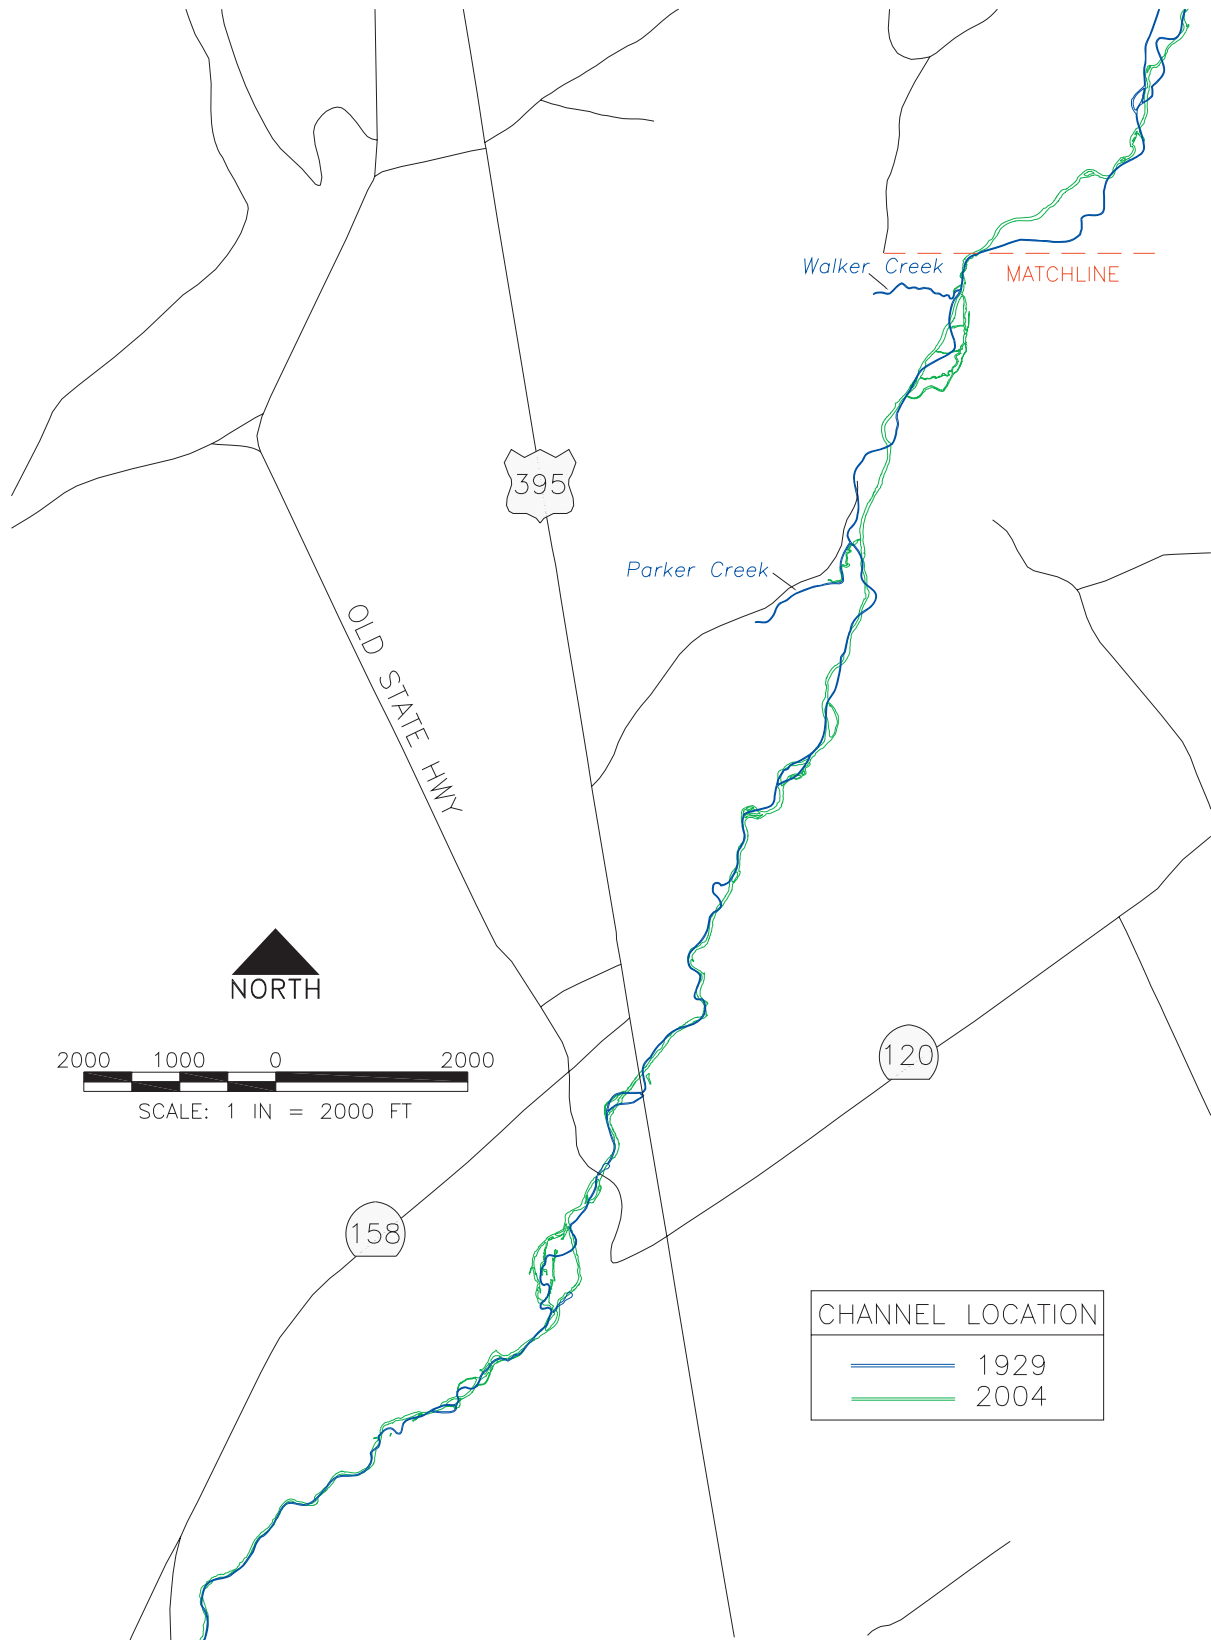 Walker Creek
MATCHLINE
395
Parker Creek
OLD STATE HWY
NORTH
120
2000 1000 0 2000
SCALE: 1 IN = 2000 FT
158
CHANNEL LOCATION
1929
2004